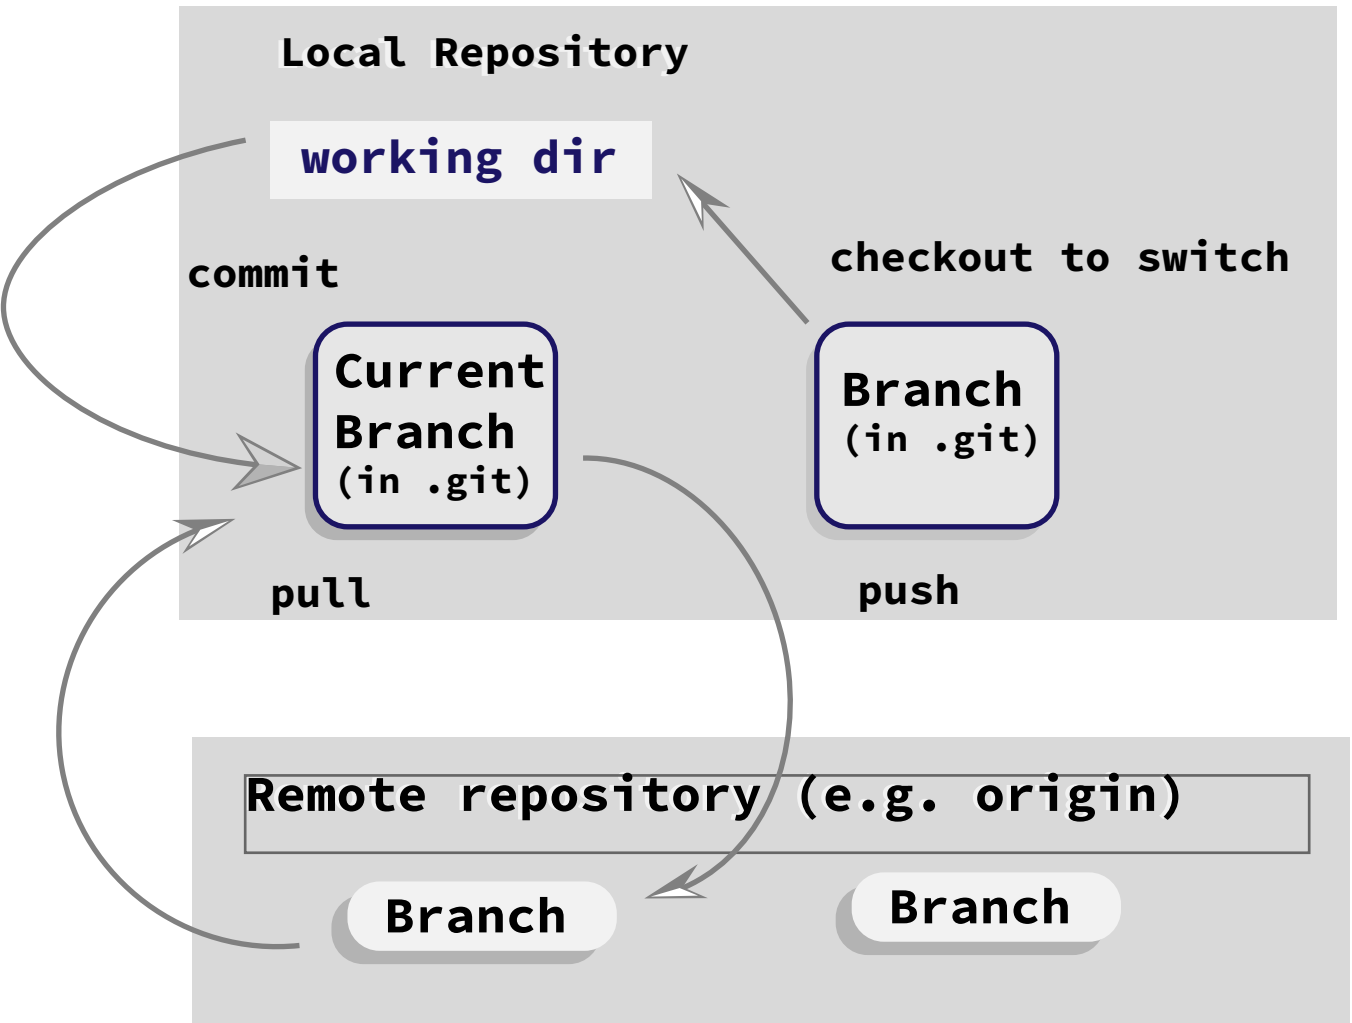 Local Repository
working dir
checkout to switch
commit
Current
Branch
(in .git)
Branch
(in .git)
pull
push
Remote repository (e.g. origin)
Branch
Branch